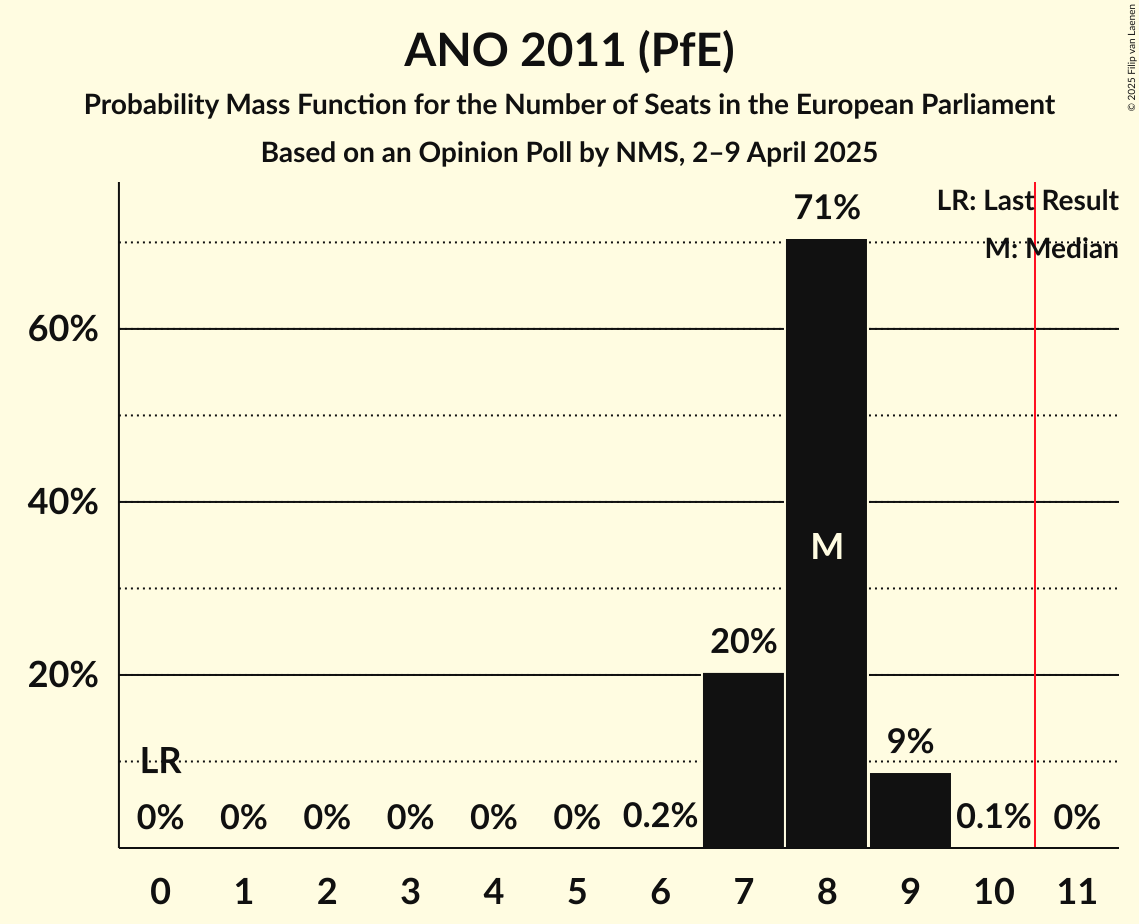 ANO 2011 (PfE)
Probability Mass Function for the Number of Seats in the European Parliament
Based on an Opinion Poll by NMS, 2–9 April 2025
© 2025 Filip van Laenen
LR: Last Result
M: Median
71%
60%
40%
M
20%
20%
9%
LR
0% 0% 0% 0% 0% 0% 0.2% 0.1% 0%
0 1 2 3 4 5 6 7 8 9 10 11